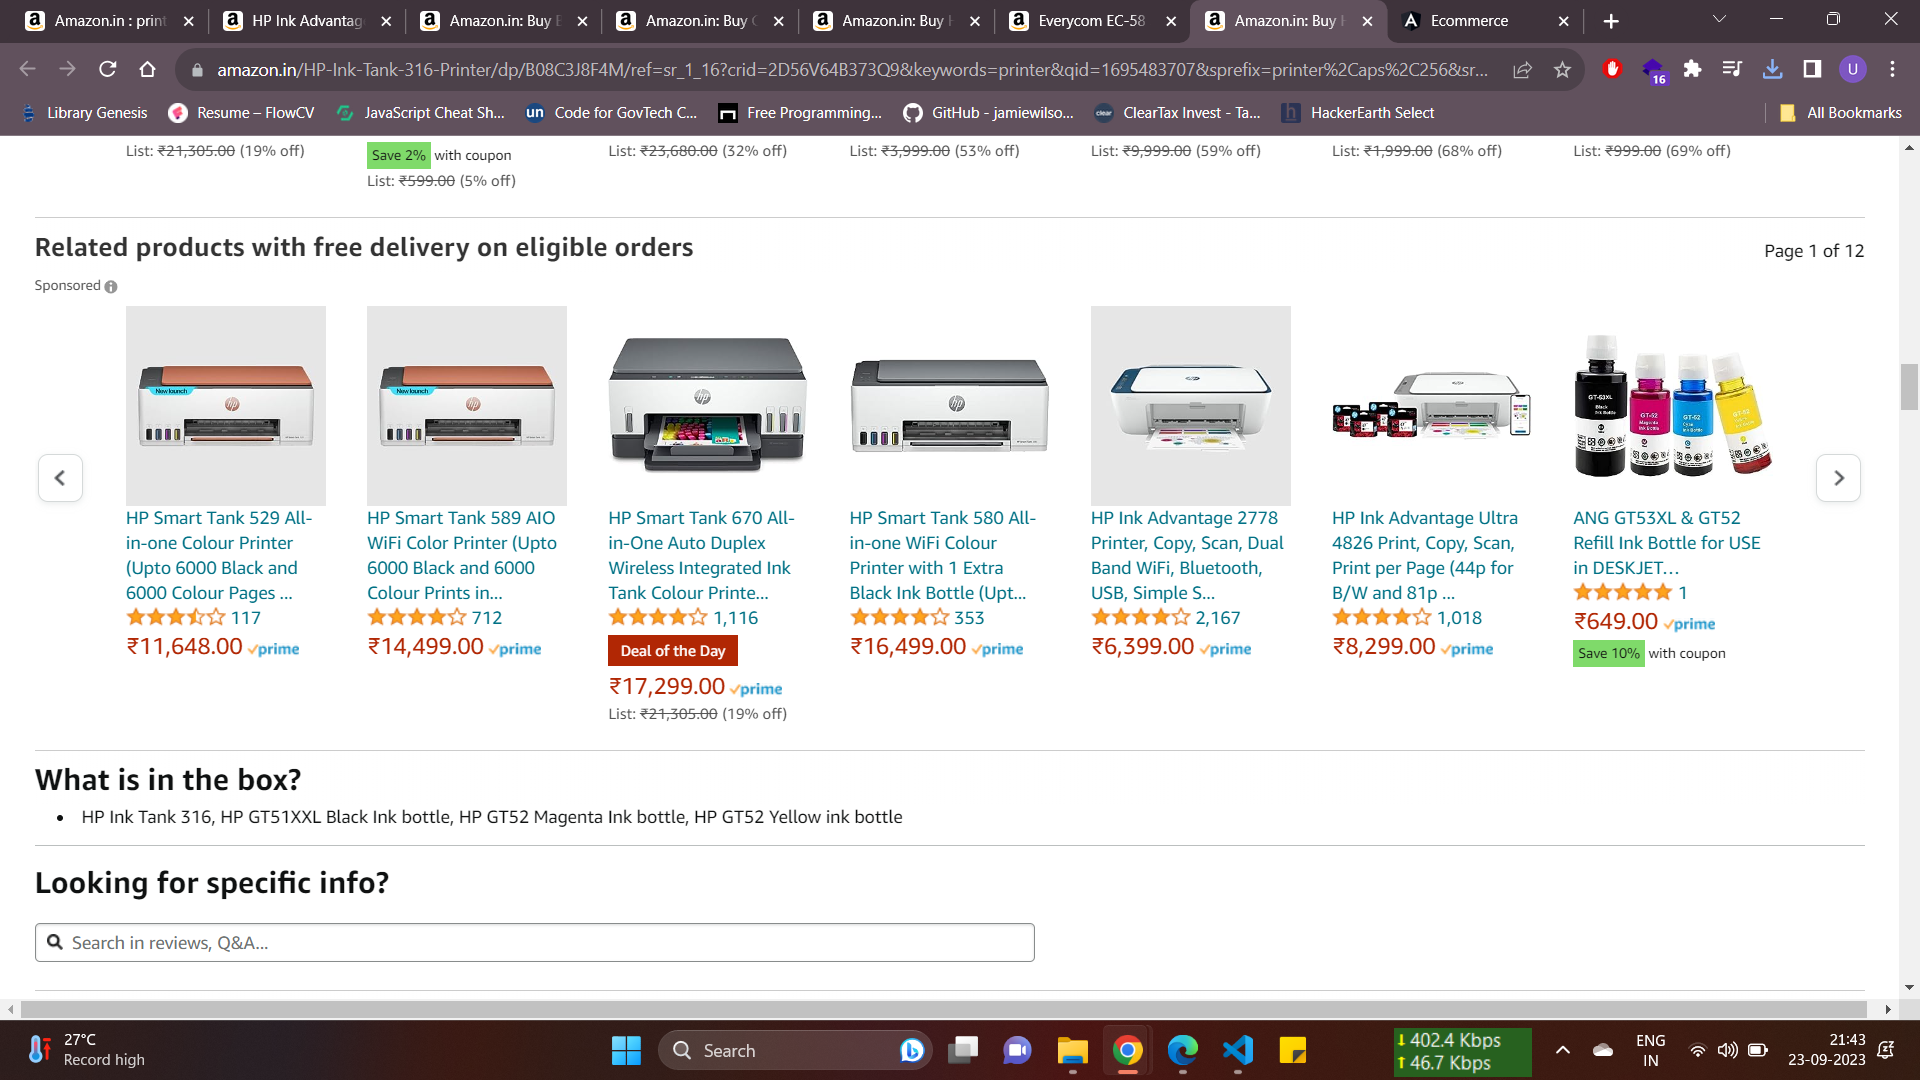 Amazon.in : print
HP Ink Advantag
Amazon.in: Buy
Amazon.in: Buy
Amazon.in: Buy
Everycom EC-58
Amazon.in: Buy
Ecommerce
amazon.in/HP-Ink-Tank-316-Printer/dp/B08C3J8F4M/ref=sr_1_16?crid=2D56V64B373Q9&keywords=printer&qid=1695483707&sprefix=printer%2Caps%2C256&sr...
16
U
Library Genesis
Resume – FlowCV
JavaScript Cheat Sh...
un Code for GovTech C...
Free Programming...
GitHub - jamiewilso...
clear ClearTax Invest - Ta...
h HackerEarth Select
All Bookmarks
List: ₹21,305.00 (19% off)
Save 2% with coupon
List: ₹599.00 (5% off)
List: ₹23,680.00 (32% off)
List: ₹3,999.00 (53% off)
List: ₹9,999.00 (59% off)
List: ₹1,999.00 (68% off)
List: ₹999.00 (69% off)
Related products with free delivery on eligible orders
Page 1 of 12
Sponsored
New launch
HP Smart Tank 529 All-
in-one Colour Printer
(Upto 6000 Black and
6000 Colour Pages ...
117
₹11,648.00 prime
New launch
HP Smart Tank 589 AIO
WiFi Color Printer (Upto
6000 Black and 6000
Colour Prints in...
712
₹14,499.00 prime
HP Smart Tank 670 All-
in-One Auto Duplex
Wireless Integrated Ink
Tank Colour Printe...
1,116
Deal of the Day
₹17,299.00 prime
List: ₹21,305.00 (19% off)
HP Smart Tank 580 All-
in-one WiFi Colour
Printer with 1 Extra
Black Ink Bottle (Upt...
353
₹16,499.00 prime
HP Ink Advantage 2778
Printer, Copy, Scan, Dual
Band WiFi, Bluetooth,
USB, Simple S...
2,167
₹6,399.00 prime
HP Ink Advantage Ultra
4826 Print, Copy, Scan,
Print per Page (44p for
B/W and 81p ...
1,018
₹8,299.00 prime
GT-53XL
Black
Ink Bottle
GT-52
Magenta
Ink Bottle
GT-52
Cyan
Ink Bottle
GT-52
ANG GT53XL & GT52
Refill Ink Bottle for USE
in DESKJET...
1
₹649.00 prime
Save 10% with coupon
What is in the box?
• HP Ink Tank 316, HP GT51XXL Black Ink bottle, HP GT52 Magenta Ink bottle, HP GT52 Yellow ink bottle
Looking for specific info?
Search in reviews, Q&A...
27°C
Record high
Search
402.4 Kbps
46.7 Kbps
ENG
IN
21:43
23-09-2023